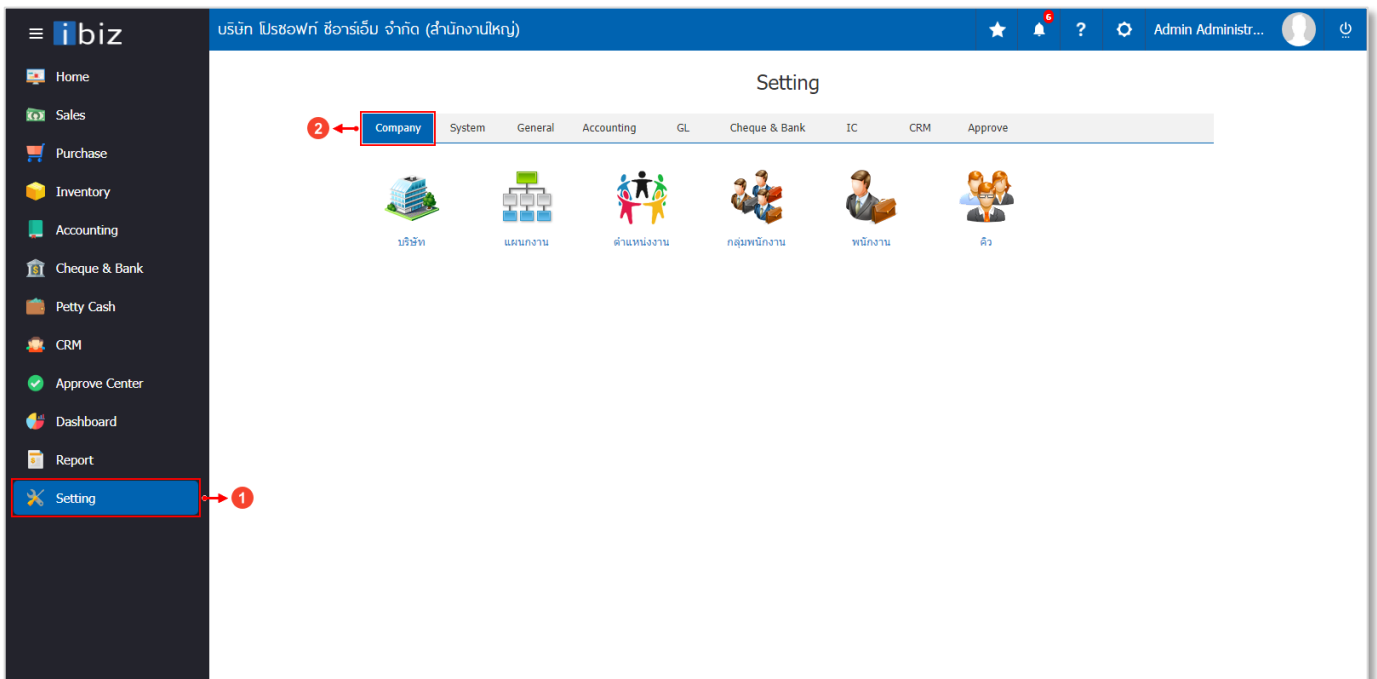 ibiz
บริษัท โปรซอฟท์ ซีอาร์เอ็ม จำกัด (สำนักงานใหญ่)
6
?
Admin Administr...
Home
Sales
Purchase
Inventory
Accounting
Cheque & Bank
Petty Cash
CRM
Approve Center
Dashboard
Report
Setting
1
Setting
2
Company System General Accounting GL Cheque & Bank IC CRM Approve
บริษัท แผนกงาน ตำแหน่งงาน กลุ่มพนักงาน พนักงาน คิว